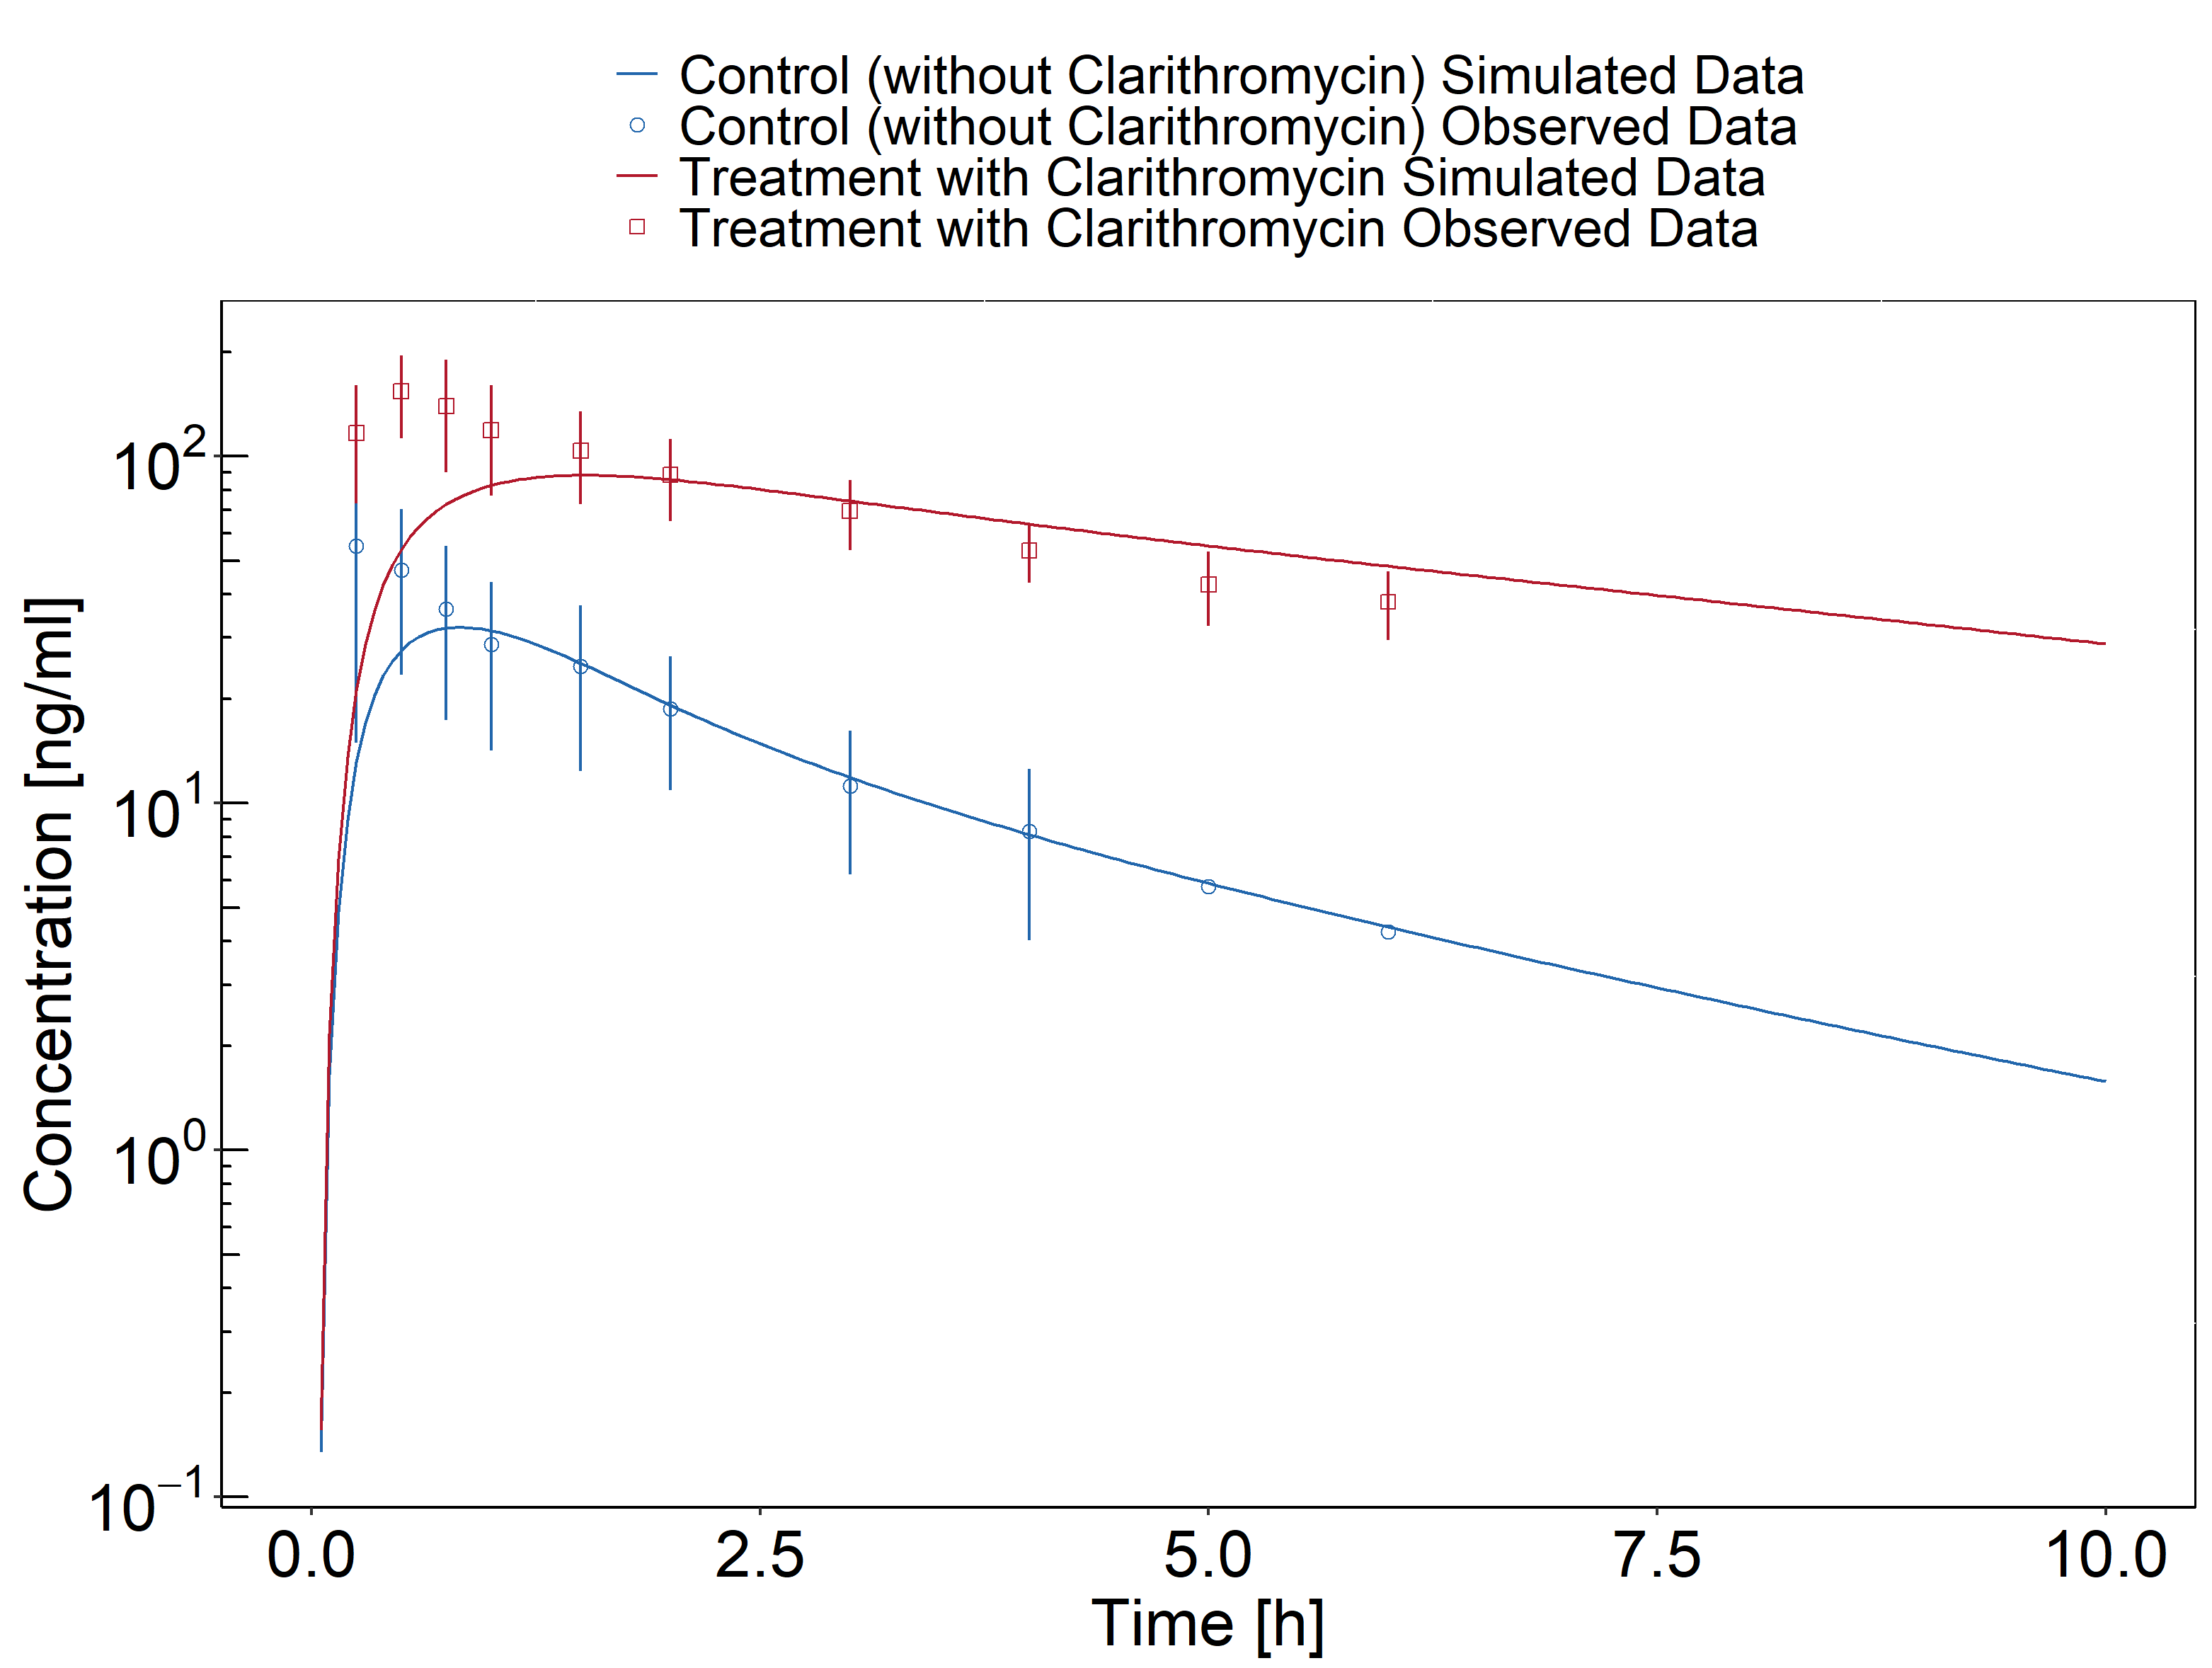 Control (without Clarithromycin) Simulated Data
Control (without Clarithromycin) Observed Data
Treatment with Clarithromycin Simulated Data
Treatment with Clarithromycin Observed Data
Concentration [ng/ml]
10²
10¹
10⁰
10⁻¹
0.0 2.5 5.0 7.5 10.0
Time [h]